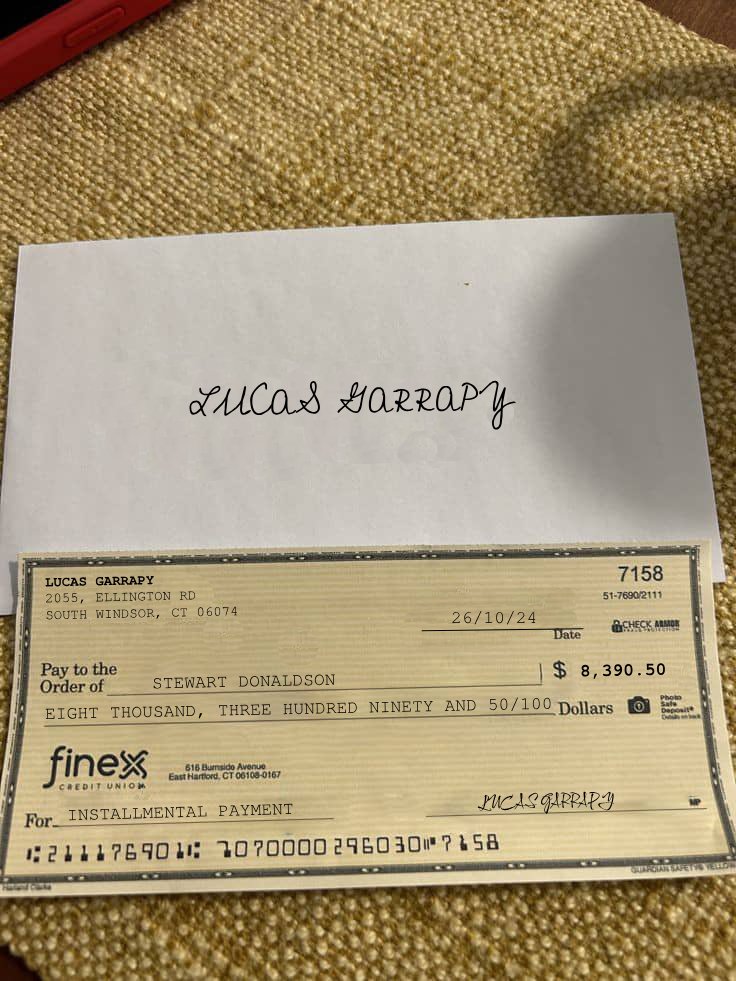 LUCAS GARRAPY
LUCAS GARRAPY
7158
2055, ELLINGTON RD
51-7690/2111
SOUTH WINDSOR, CT 06074
26/10/24
Date
CHECK ARMOR
Pay to the
Order of
STEWART DONALDSON
$ 8,390.50
EIGHT THOUSAND, THREE HUNDRED NINETY AND 50/100 Dollars
Photo
Safe
Deposit®
Details on back
finex
CREDIT UNION
616 Burnside Avenue
East Hartford, CT 06108-0167
For INSTALLMENTAL PAYMENT
LUCAS GARRAPY
MP
⑆211176901⑆ 1070000296030⑈7158
Harland Clarke
GUARDIAN SAFETY® YELLOW